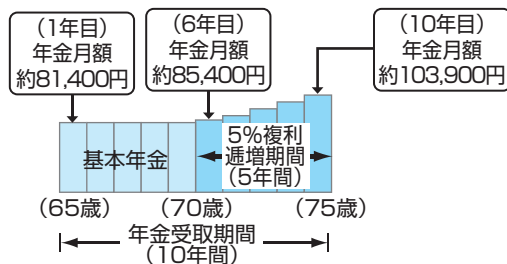 (1年目)
年金月額
約81,400円
(6年目)
年金月額
約85,400円
(10年目)
年金月額
約103,900円
基本年金
5%複利
逓増期間
(5年間)
(65歳)
(70歳)
(75歳)
年金受取期間
(10年間)